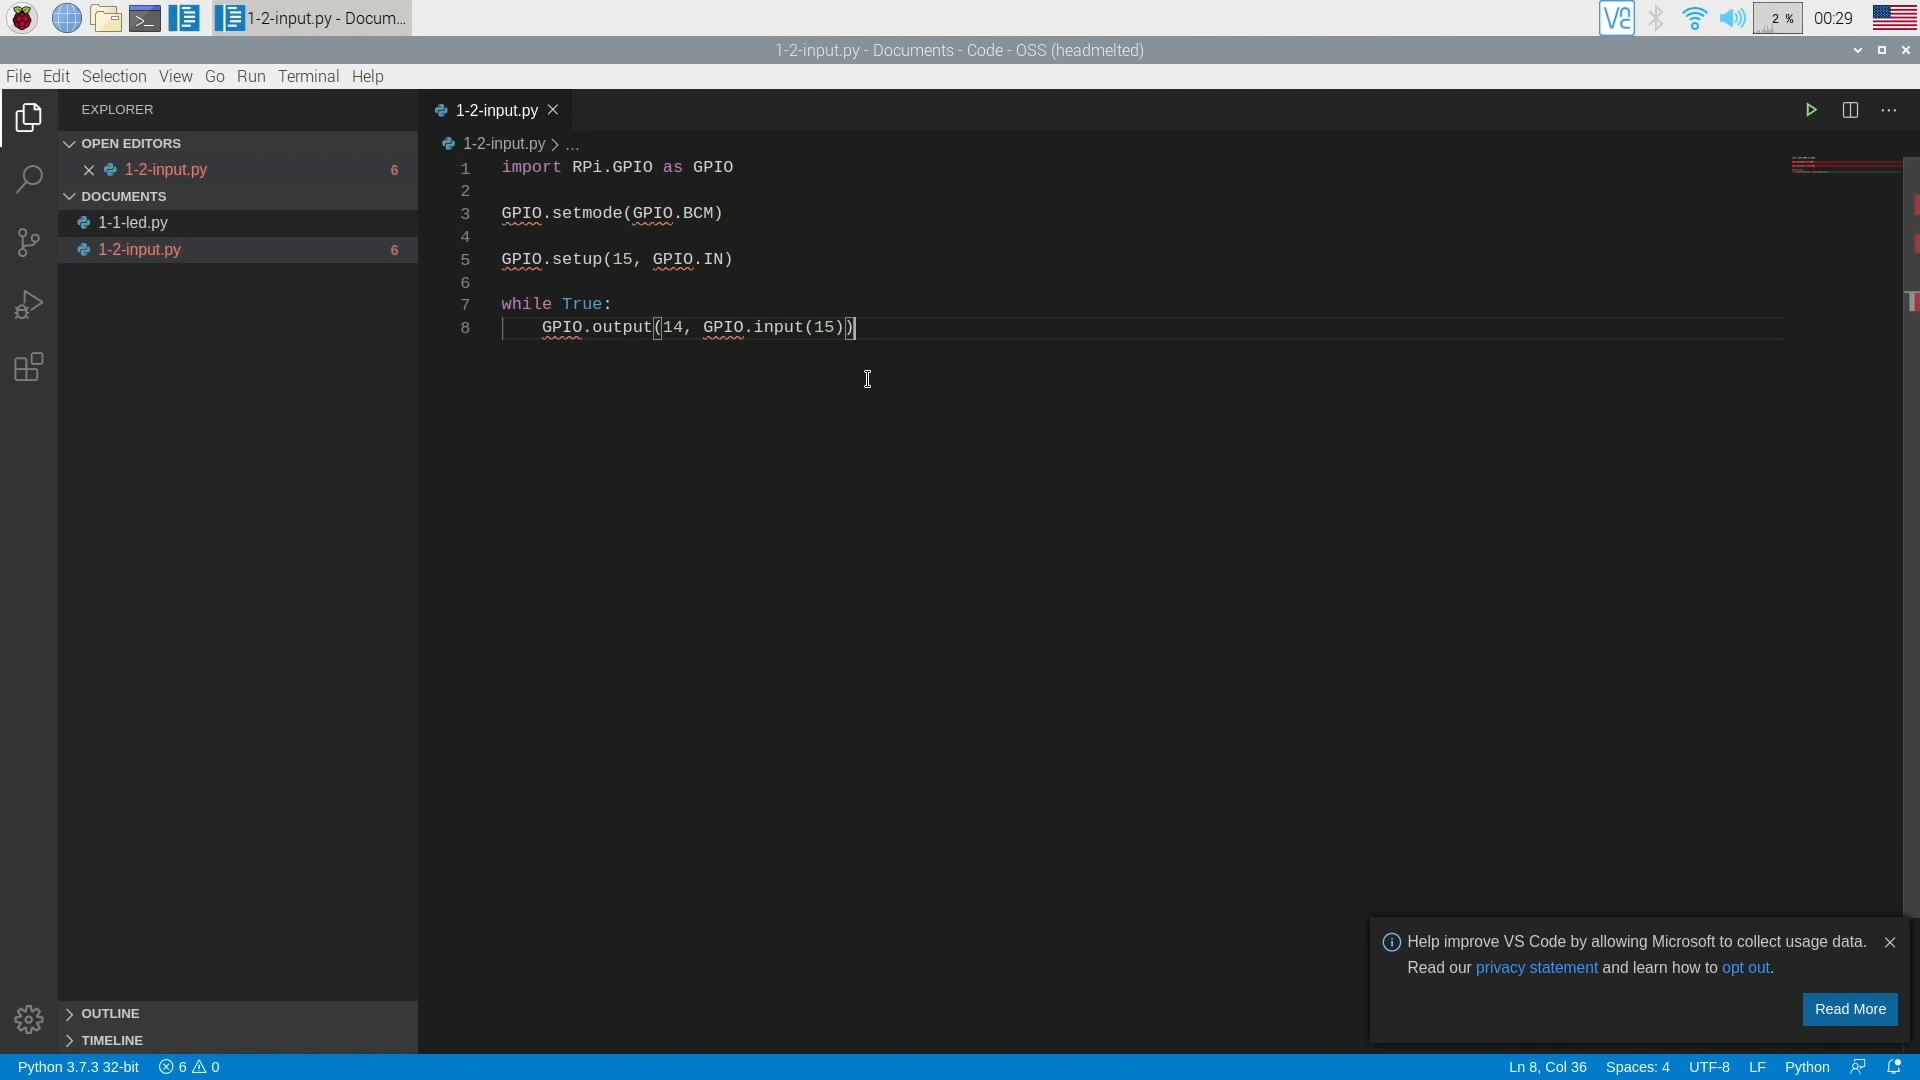 1-2-input.py - Docum...
2 %
00:29
1-2-input.py - Documents - Code - OSS (headmelted)
File Edit Selection View Go Run Terminal Help
EXPLORER
OPEN EDITORS
1-2-input.py 6
DOCUMENTS
1-1-led.py
1-2-input.py 6
OUTLINE
TIMELINE
1-2-input.py
1-2-input.py > ...
1 import RPi.GPIO as GPIO
2
3 GPIO.setmode(GPIO.BCM)
4
5 GPIO.setup(15, GPIO.IN)
6
7 while True:
8     GPIO.output(14, GPIO.input(15))
Help improve VS Code by allowing Microsoft to collect usage data.
Read our privacy statement and learn how to opt out.
Read More
Python 3.7.3 32-bit 6 0 Ln 8, Col 36 Spaces: 4 UTF-8 LF Python